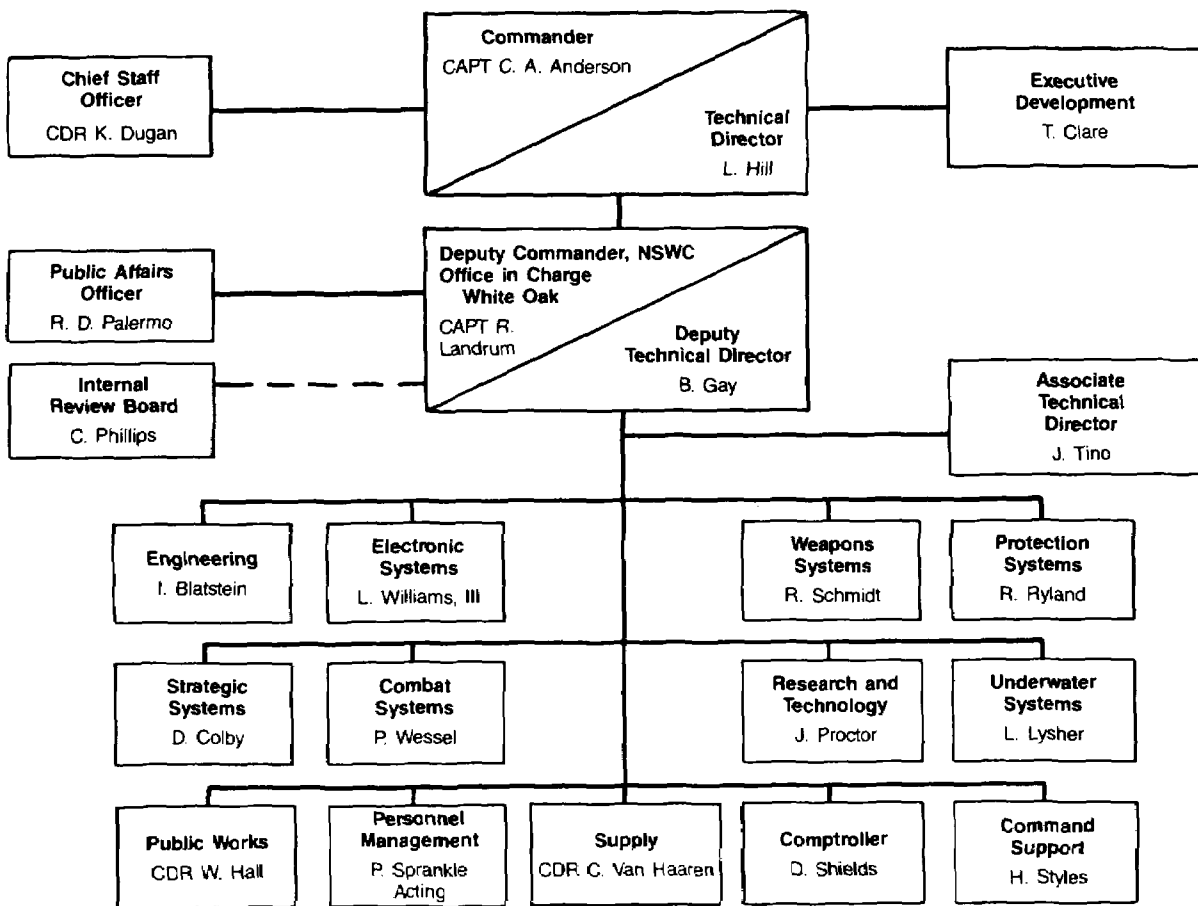 Commander
CAPT C. A. Anderson
Technical
Director
L. Hill
Chief Staff
Officer
CDR K. Dugan
Executive
Development
T. Clare
Public Affairs
Officer
R. D. Palermo
Deputy Commander, NSWC
Office in Charge
White Oak
CAPT R.
Landrum
Deputy
Technical Director
B. Gay
Internal
Review Board
C. Phillips
Associate
Technical
Director
J. Tino
Engineering
I. Blatstein
Electronic
Systems
L. Williams, III
Weapons
Systems
R. Schmidt
Protection
Systems
R. Ryland
Strategic
Systems
D. Colby
Combat
Systems
P. Wessel
Research and
Technology
J. Proctor
Underwater
Systems
L. Lysher
Public Works
CDR W. Hall
Personnel
Management
P. Sprankle
Acting
Supply
CDR C. Van Haaren
Comptroller
D. Shields
Command
Support
H. Styles